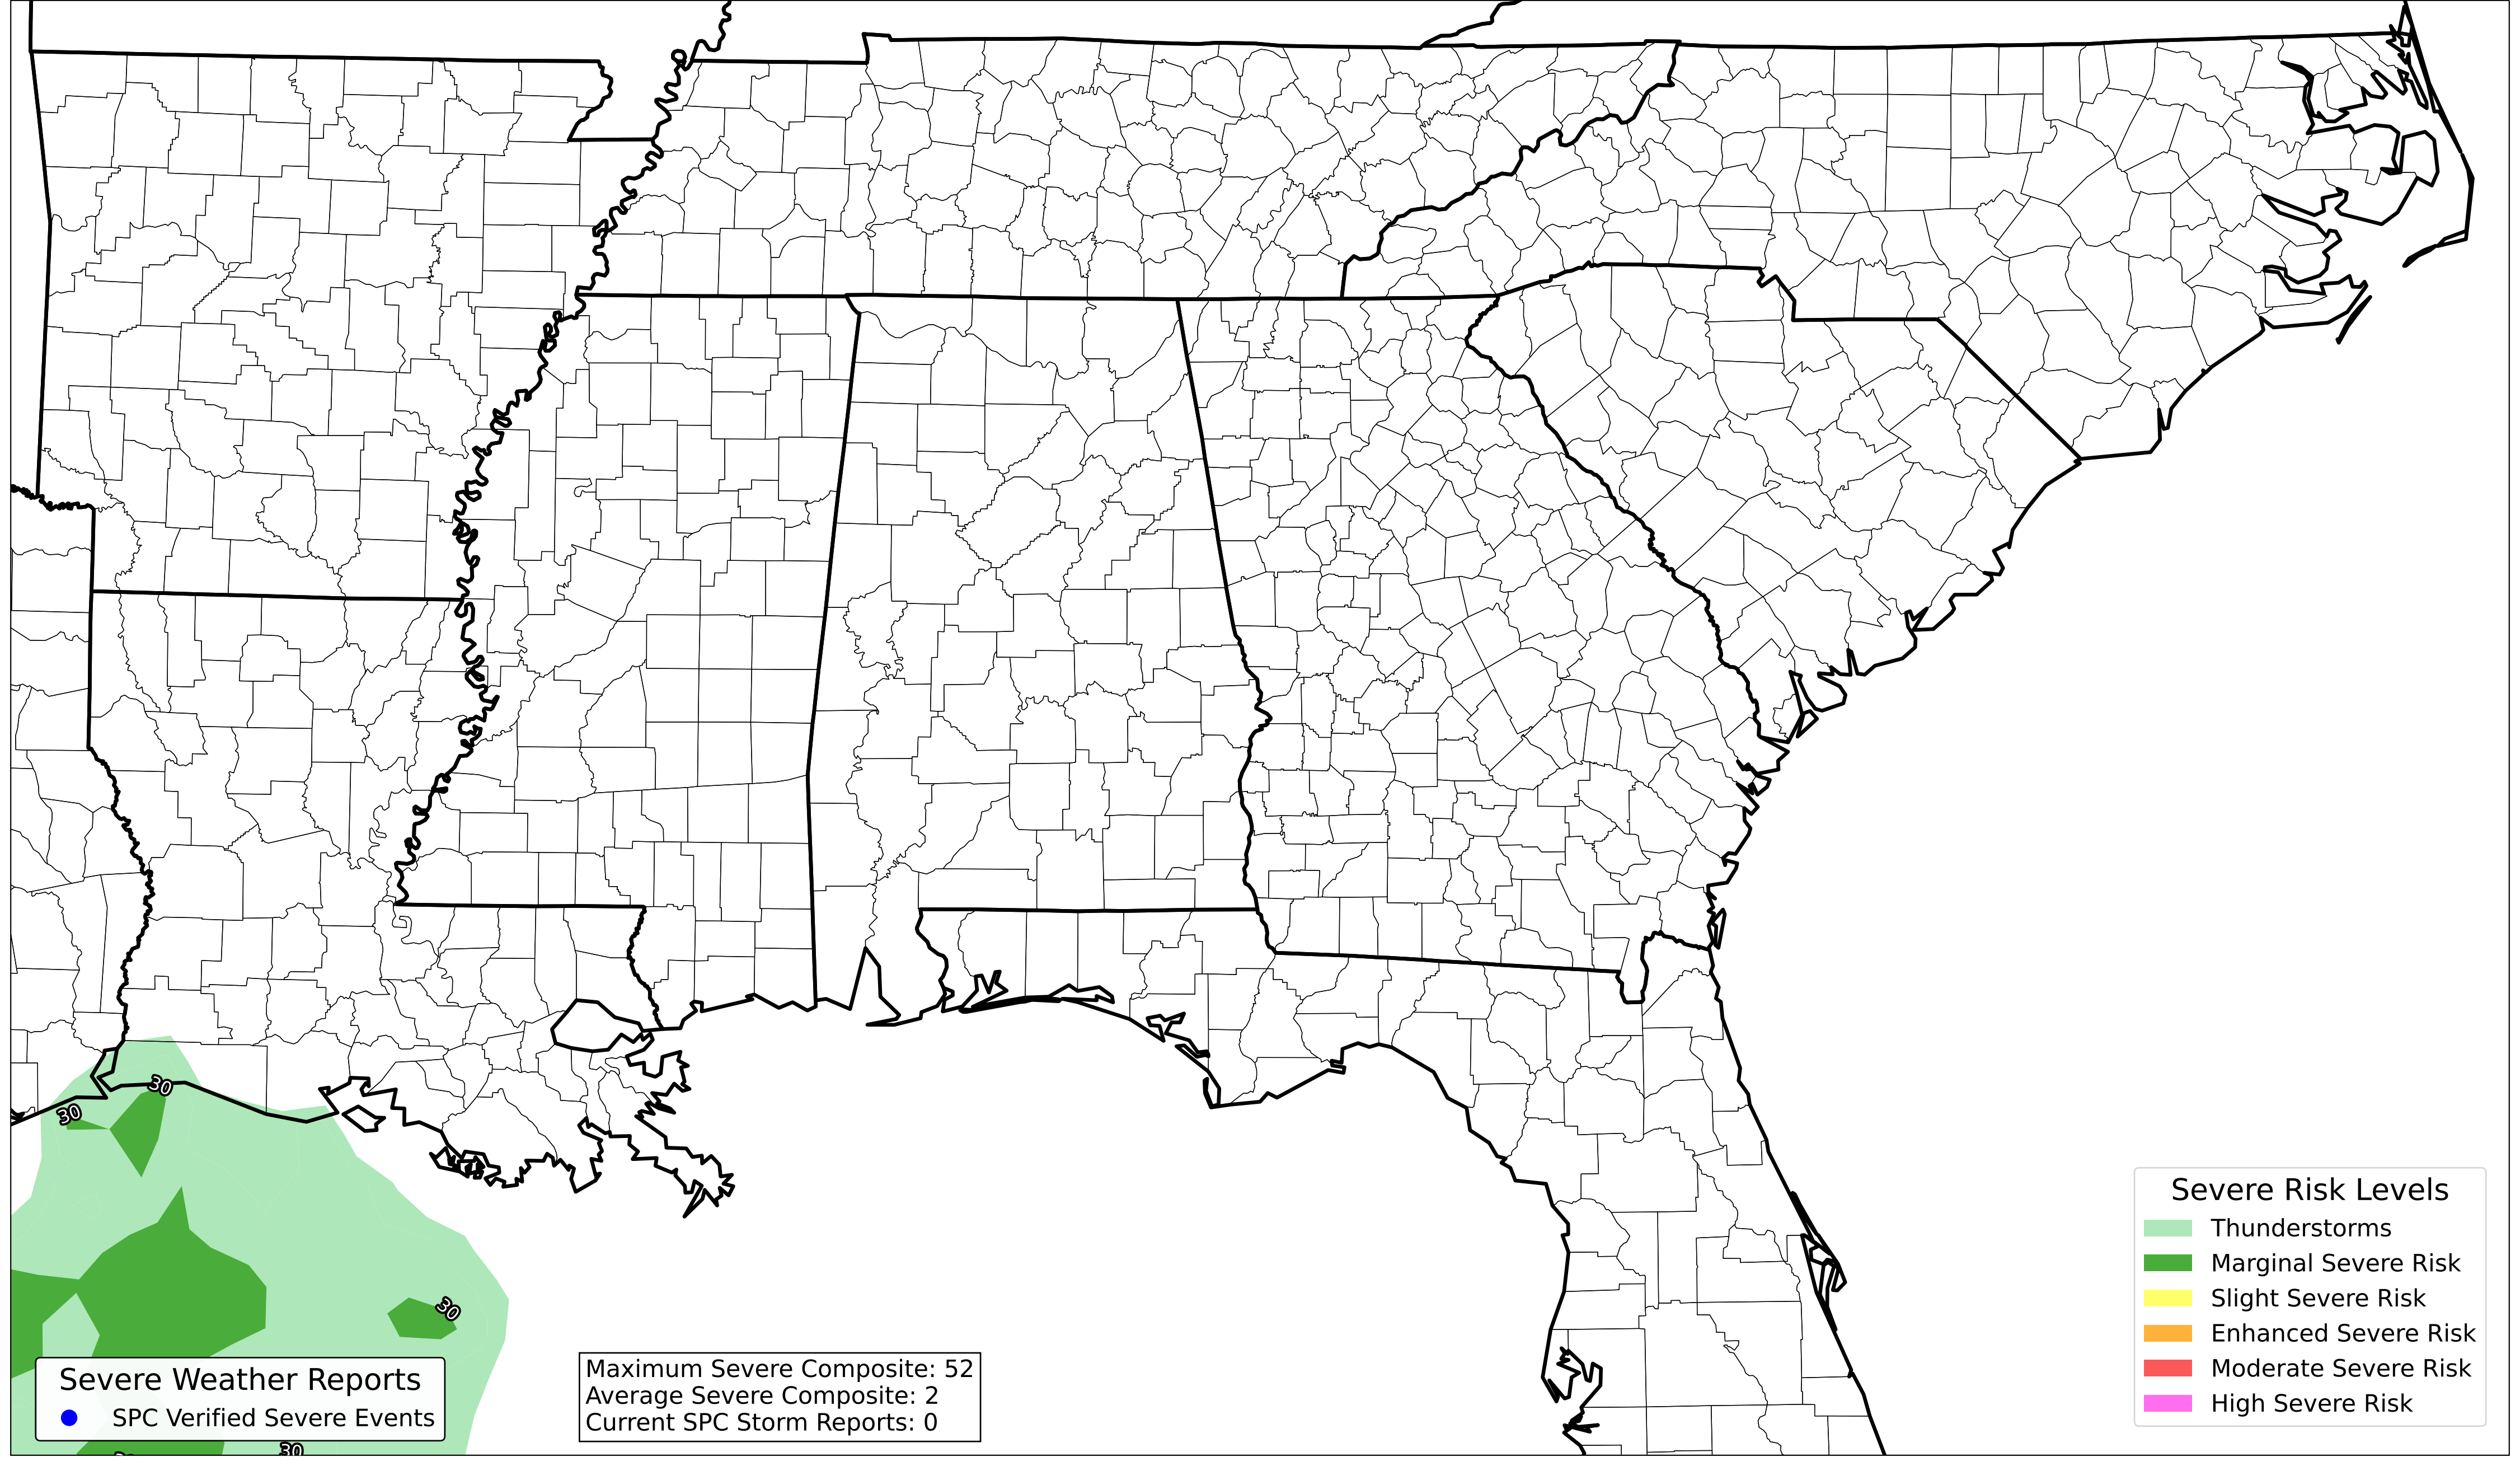 30
30
30
Severe Weather Reports
SPC Verified Severe Events
30
Maximum Severe Composite: 52
Average Severe Composite: 2
Current SPC Storm Reports: 0
Severe Risk Levels
Thunderstorms
Marginal Severe Risk
Slight Severe Risk
Enhanced Severe Risk
Moderate Severe Risk
High Severe Risk